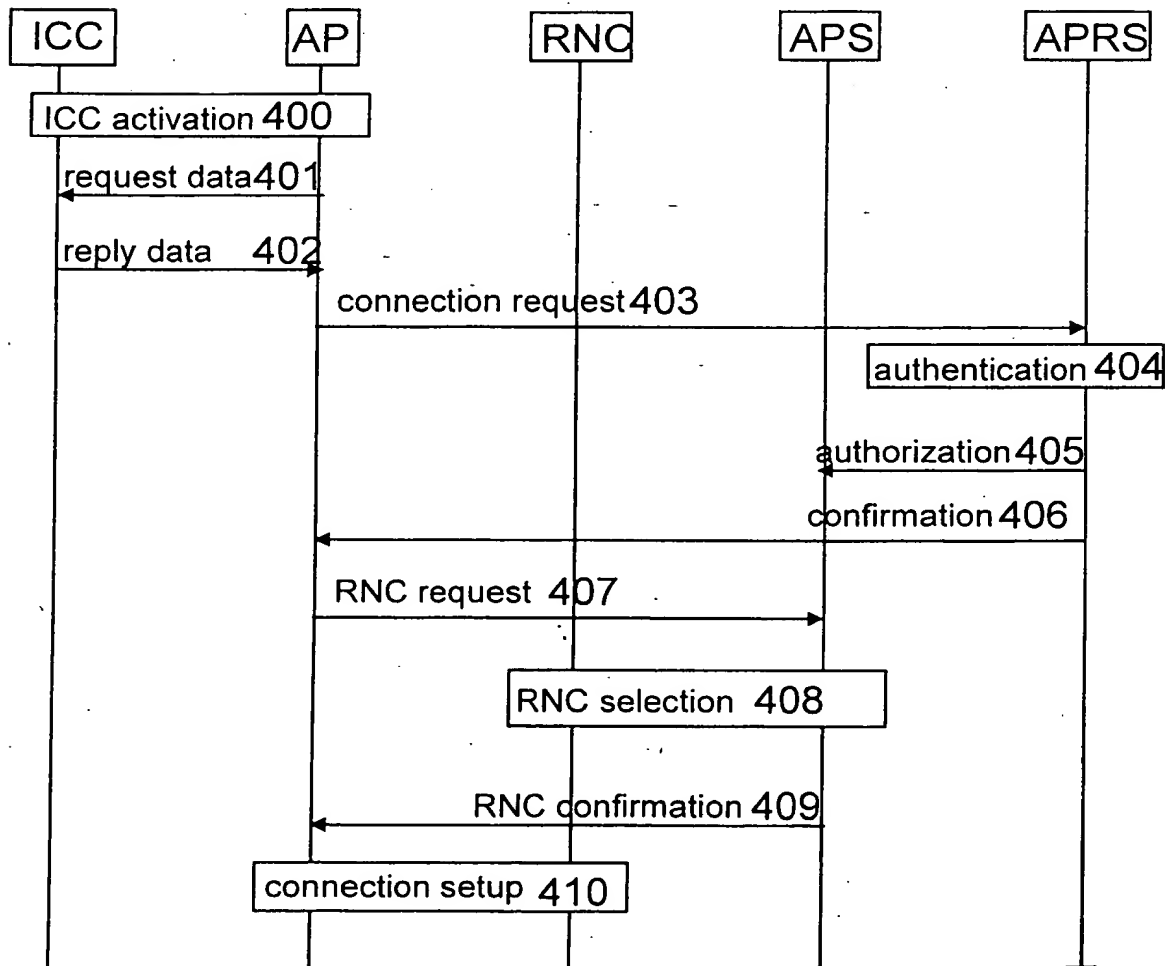 ICC AP RNC APS APRS
ICC activation 400
request data 401
reply data 402
connection request 403
authentication 404
authorization 405
confirmation 406
RNC request 407
RNC selection 408
RNC confirmation 409
connection setup 410